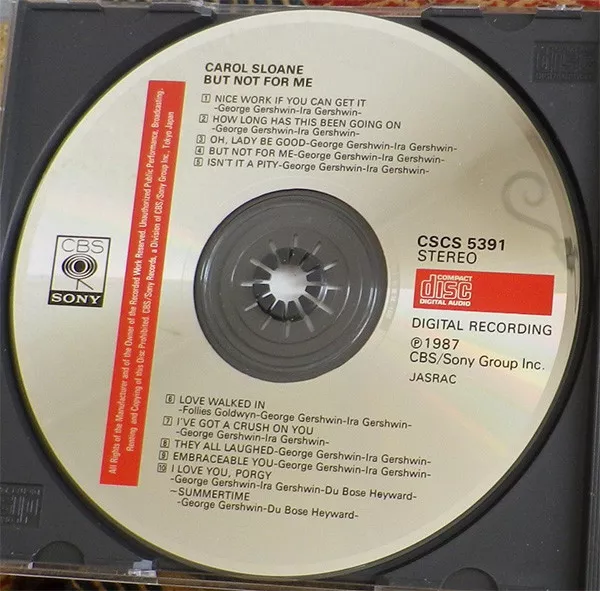 CAROL SLOANE
BUT NOT FOR ME
1 NICE WORK IF YOU CAN GET IT
-George Gershwin-Ira Gershwin-
2 HOW LONG HAS THIS BEEN GOING ON
-George Gershwin-Ira Gershwin-
3 OH, LADY BE GOOD-George Gershwin-Ira Gershwin-
4 BUT NOT FOR ME-George Gershwin-Ira Gershwin-
5 ISN'T IT A PITY-George Gershwin-Ira Gershwin-
All Rights of the Manufacturer and of the Owner of the Recorded Work Reserved. Unauthorized Public Performance, Broadcasting,
Renting and Copying of this Disc Prohibited. CBS/Sony Records, a Division of CBS/Sony Group Inc., Tokyo Japan
CBS
SONY
CSCS 5391
STEREO
COMPACT
disc
DIGITAL AUDIO
DIGITAL RECORDING
℗1987
CBS/Sony Group Inc.
JASRAC
6 LOVE WALKED IN
-Follies Goldwyn-George Gershwin-Ira Gershwin-
7 I'VE GOT A CRUSH ON YOU
-George Gershwin-Ira Gershwin-
8 THEY ALL LAUGHED-George Gershwin-Ira Gershwin-
9 EMBRACEABLE YOU-George Gershwin-Ira Gershwin-
10 I LOVE YOU, PORGY
-George Gershwin-Ira Gershwin-Du Bose Heyward-
~SUMMERTIME
-George Gershwin-Du Bose Heyward-